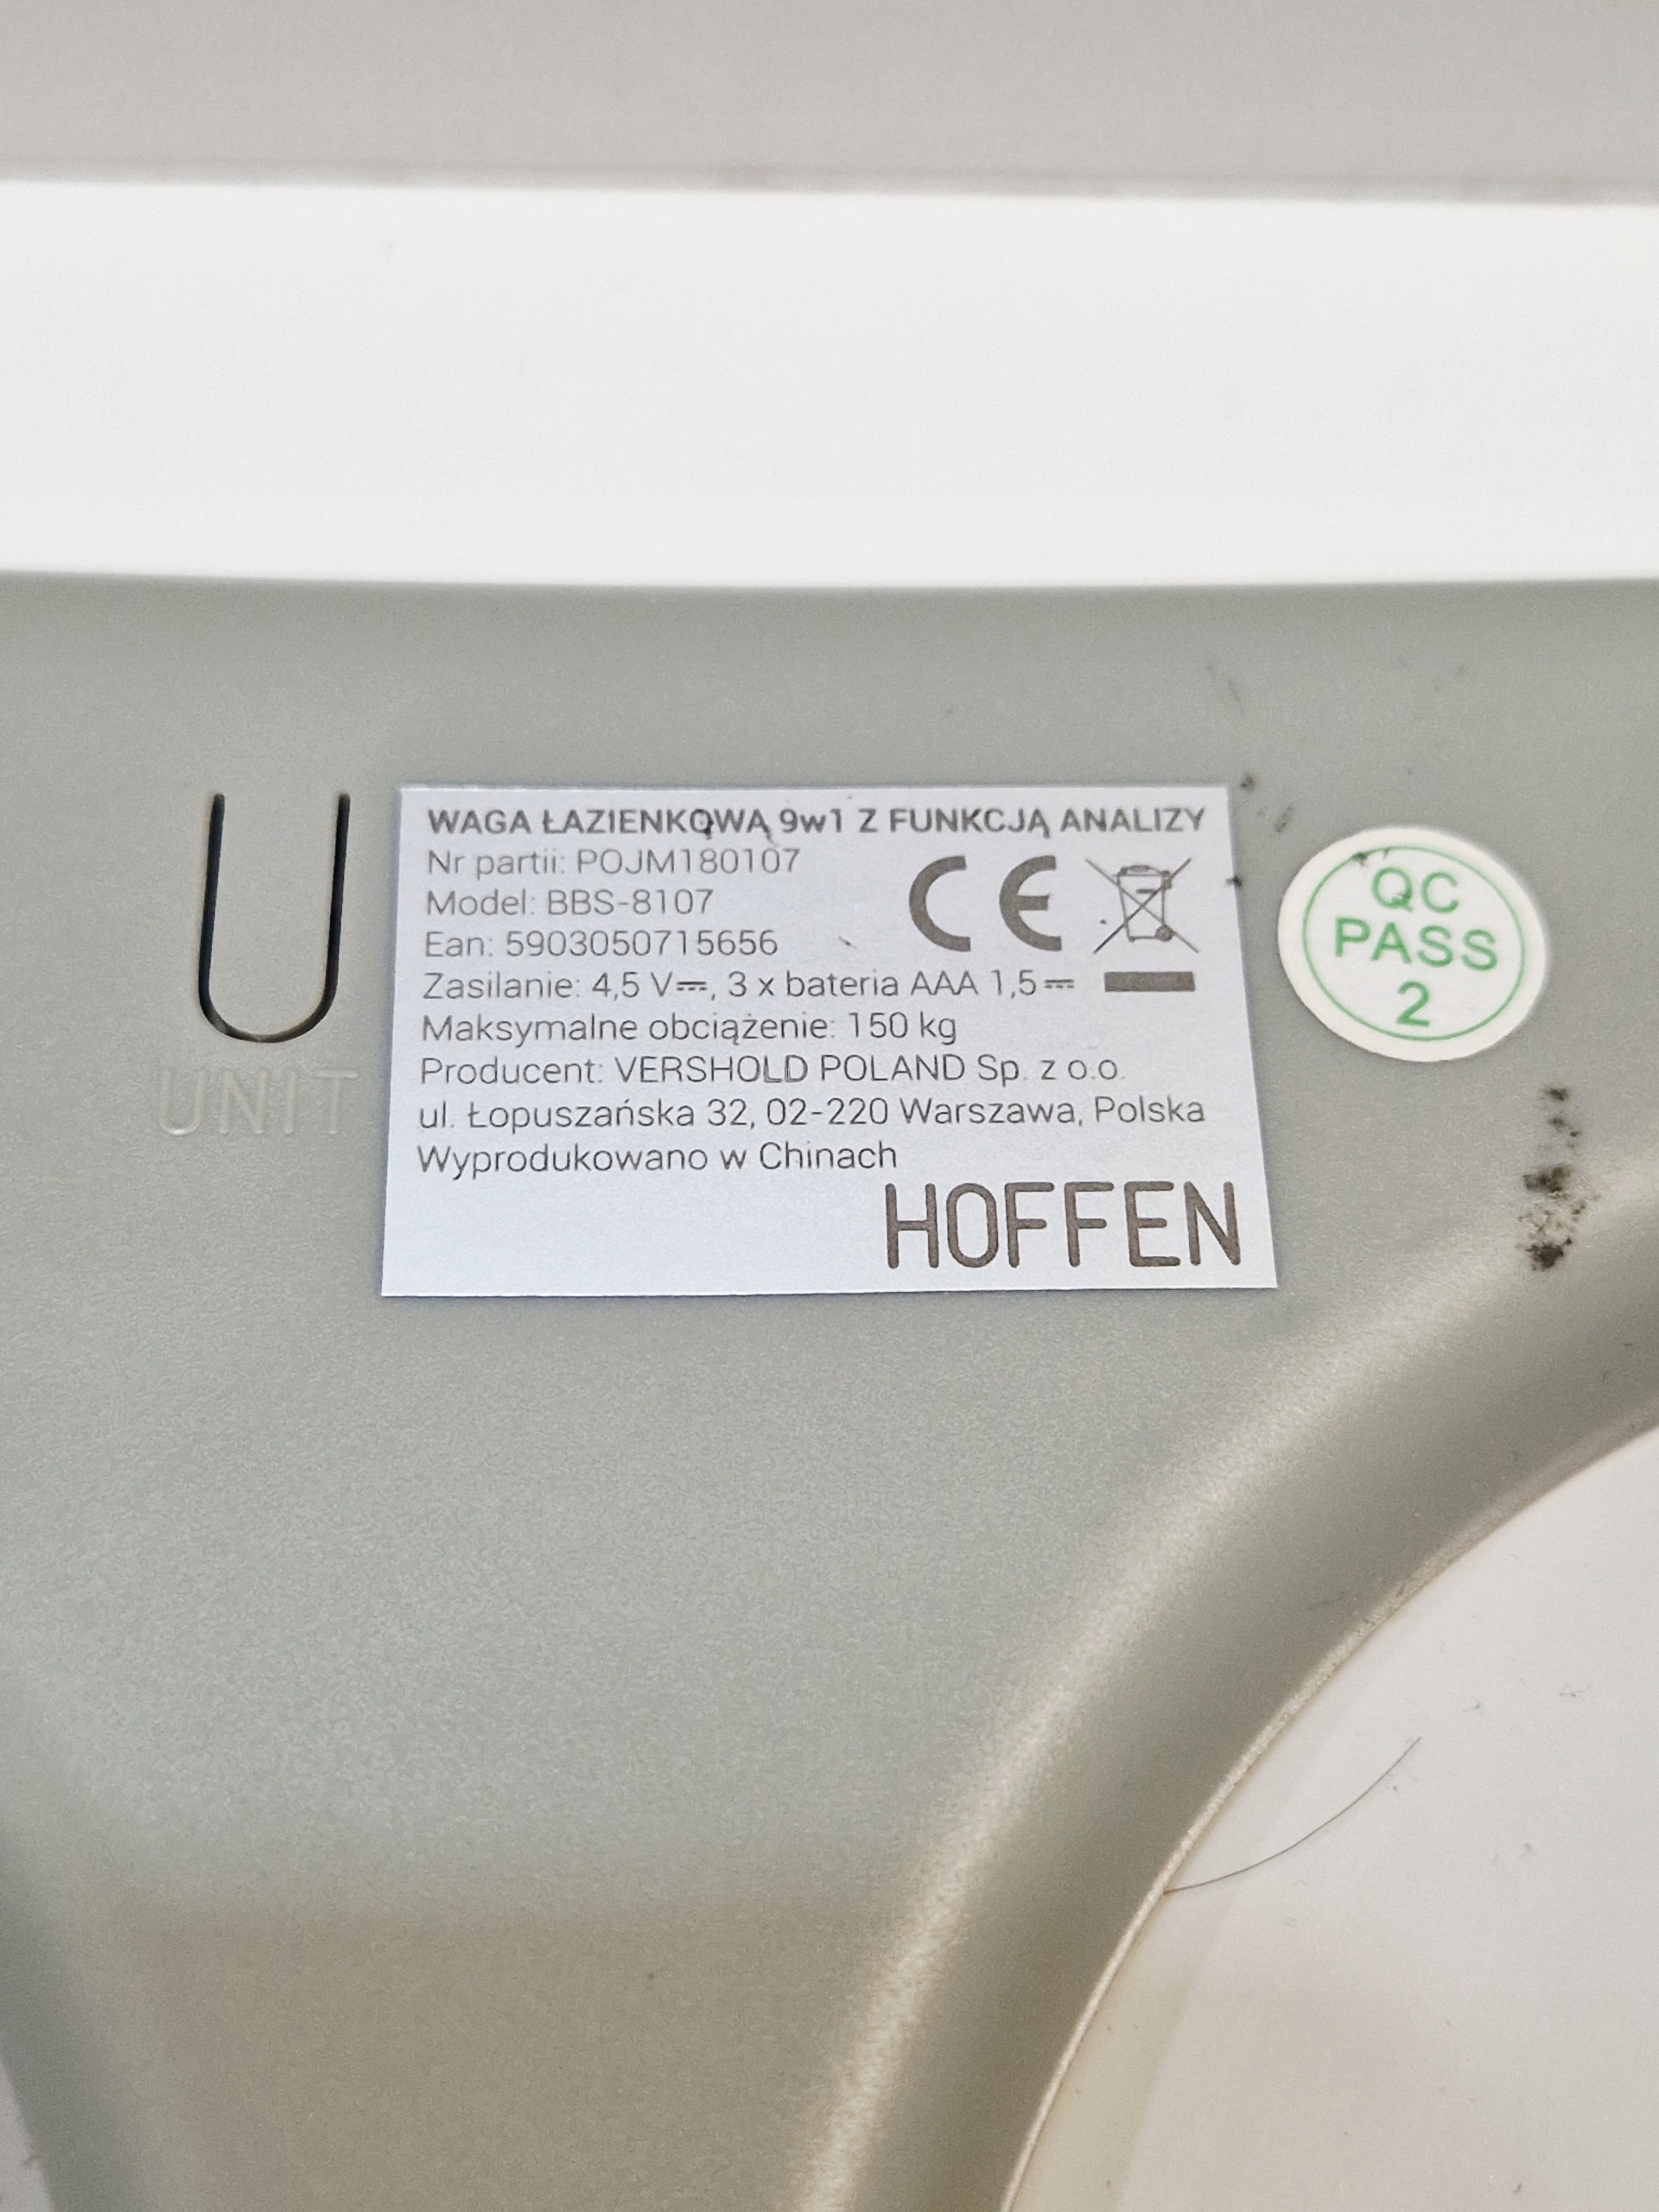 WAGA ŁAZIENKOWA 9w1 Z FUNKCJĄ ANALIZY
Nr partii: POJM180107
Model: BBS-8107
Ean: 5903050715656
Zasilanie: 4,5 V⎓, 3 x bateria AAA 1,5⎓
Maksymalne obciążenie: 150 kg
Producent: VERSHOLD POLAND Sp. z o.o.
ul. Łopuszańska 32, 02-220 Warszawa, Polska
Wyprodukowano w Chinach
HOFFEN
CE
UNIT
QC
PASS
2